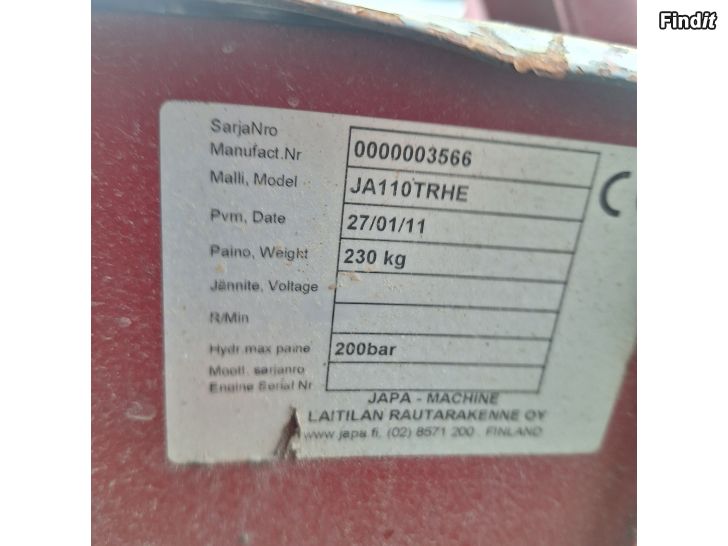 Findit
SarjaNro
Manufact.Nr 0000003566
Malli, Model JA110TRHE
Pvm, Date 27/01/11
Paino, Weight 230 kg
Jännite, Voltage
R/Min
Hydr.max paine 200bar
Moott. sarjanro
Engine Serial Nr
JAPA - MACHINE
LAITILAN RAUTARAKENNE OY
www.japa.fi, (02) 8571 200 . FINLAND